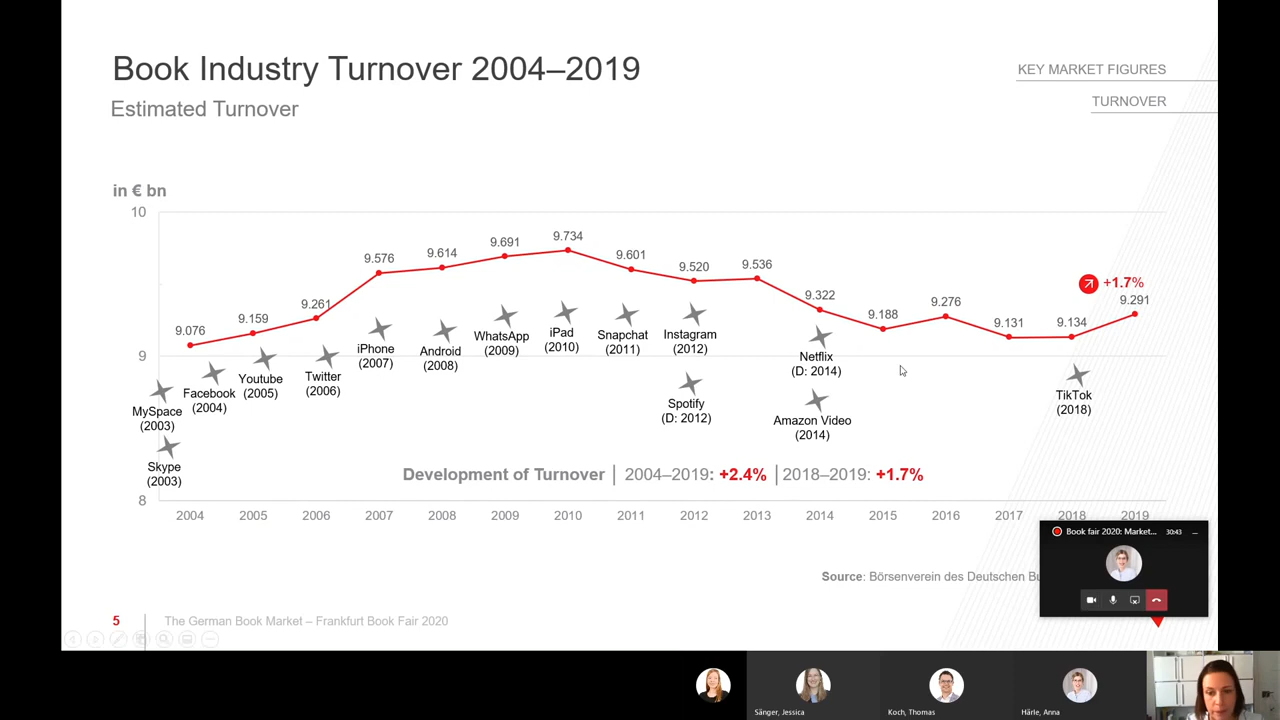 Book Industry Turnover 2004–2019
Estimated Turnover
KEY MARKET FIGURES
TURNOVER
in € bn
10
9.076
9.159
9.261
9.576
9.614
9.691
9.734
9.601
9.520
9.536
9.322
9.188
9.276
9.131
9.134
9.291
+1.7%
9
MySpace
(2003)
Skype
(2003)
Facebook
(2004)
Youtube
(2005)
Twitter
(2006)
iPhone
(2007)
Android
(2008)
WhatsApp
(2009)
iPad
(2010)
Snapchat
(2011)
Instagram
(2012)
Spotify
(D: 2012)
Netflix
(D: 2014)
Amazon Video
(2014)
TikTok
(2018)
Development of Turnover | 2004–2019: +2.4% | 2018–2019: +1.7%
8
2004 2005 2006 2007 2008 2009 2010 2011 2012 2013 2014 2015 2016 2017 2018 2019
Book fair 2020: Market... 30:43
Source: Börsenverein des Deutschen
5 The German Book Market – Frankfurt Book Fair 2020
Sänger, Jessica
Koch, Thomas
Härle, Anna